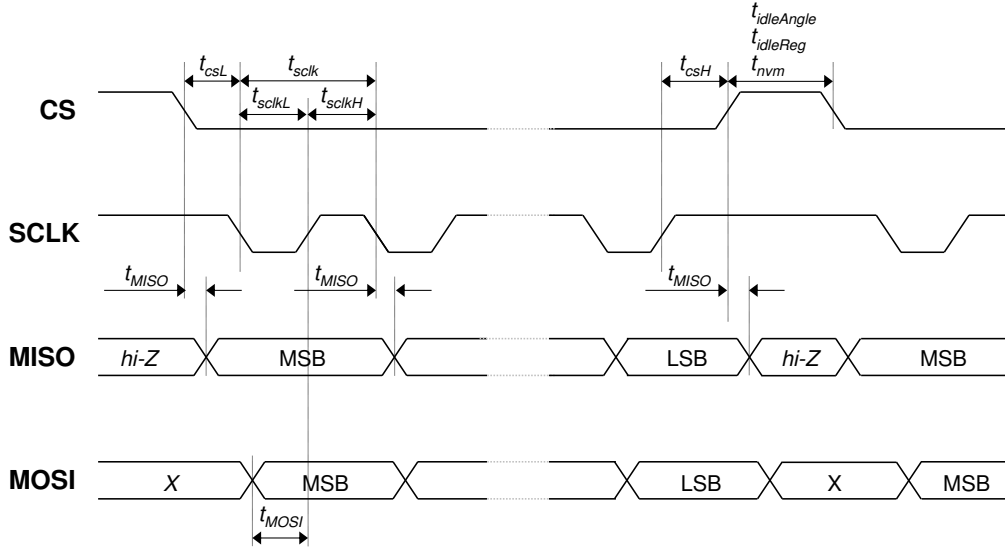 t_idleAngle
t_idleReg
t_csL t_sclk t_csH t_nvm
t_sclkL t_sclkH
CS
SCLK
t_MISO t_MISO t_MISO
MISO hi-Z MSB LSB hi-Z MSB
MOSI X MSB LSB X MSB
t_MOSI